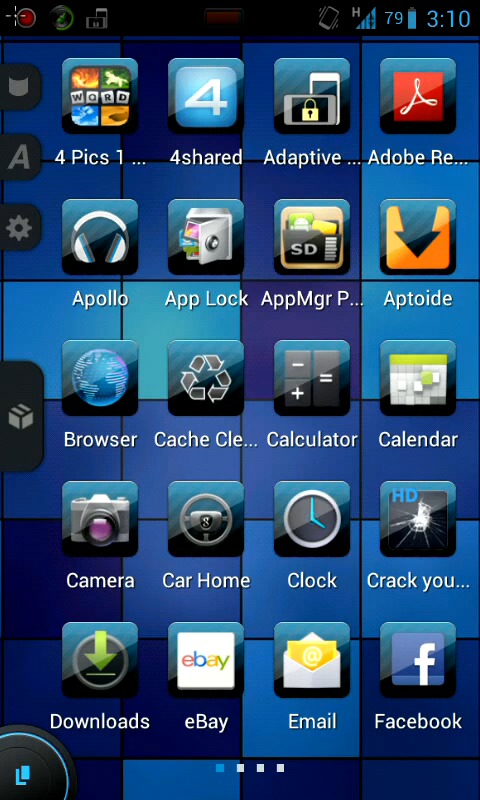 H 79 3:10
WORD
4 Pics 1 ...
4
4shared
Adaptive ...
Adobe Re...
A
Apollo
App Lock
SD
AppMgr P...
Aptoide
Browser
Cache Cle...
Calculator
Calendar
Camera
Car Home
Clock
HD
Crack you...
Downloads
ebay
eBay
@
Email
f
Facebook